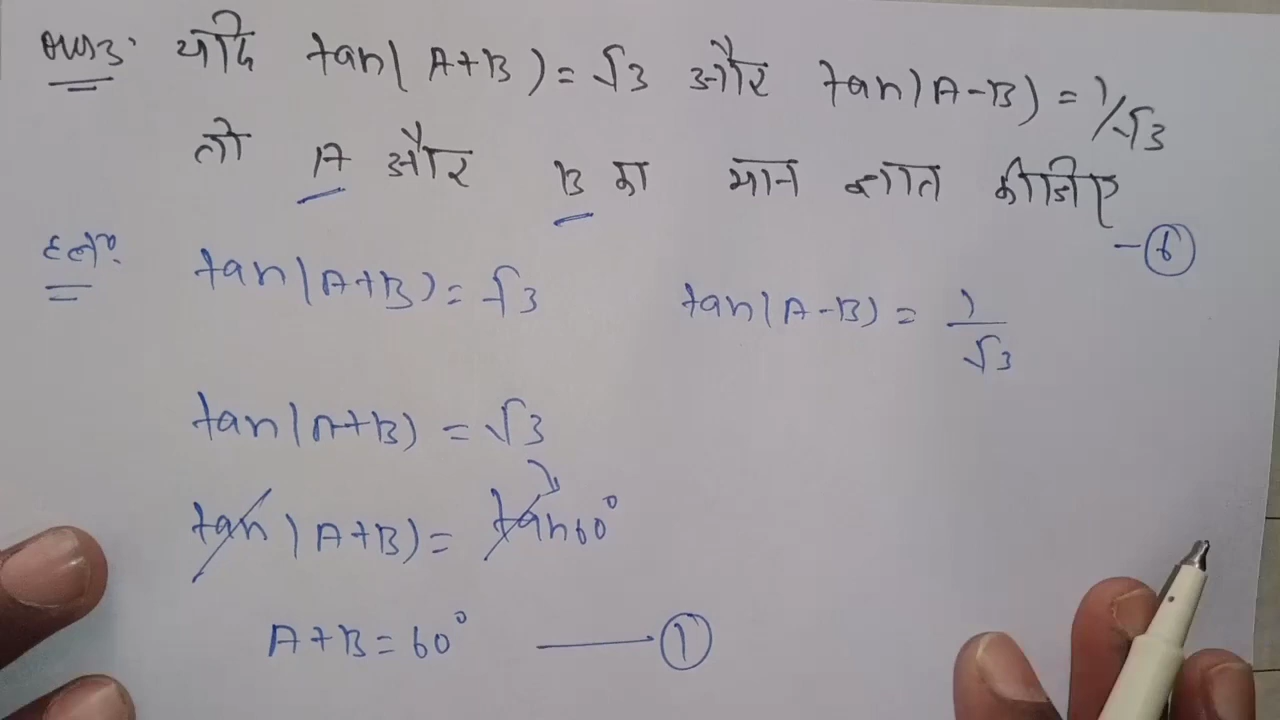 प्रश्न3: यदि tan(A+B)=√3 और tan(A-B)=1/√3
तो A और B का मान ज्ञात कीजिए
-⑥
हल:
tan(A+B)=√3 tan(A-B)=1/√3
tan(A+B)=√3
tan(A+B)=tan60°
A+B=60° —①